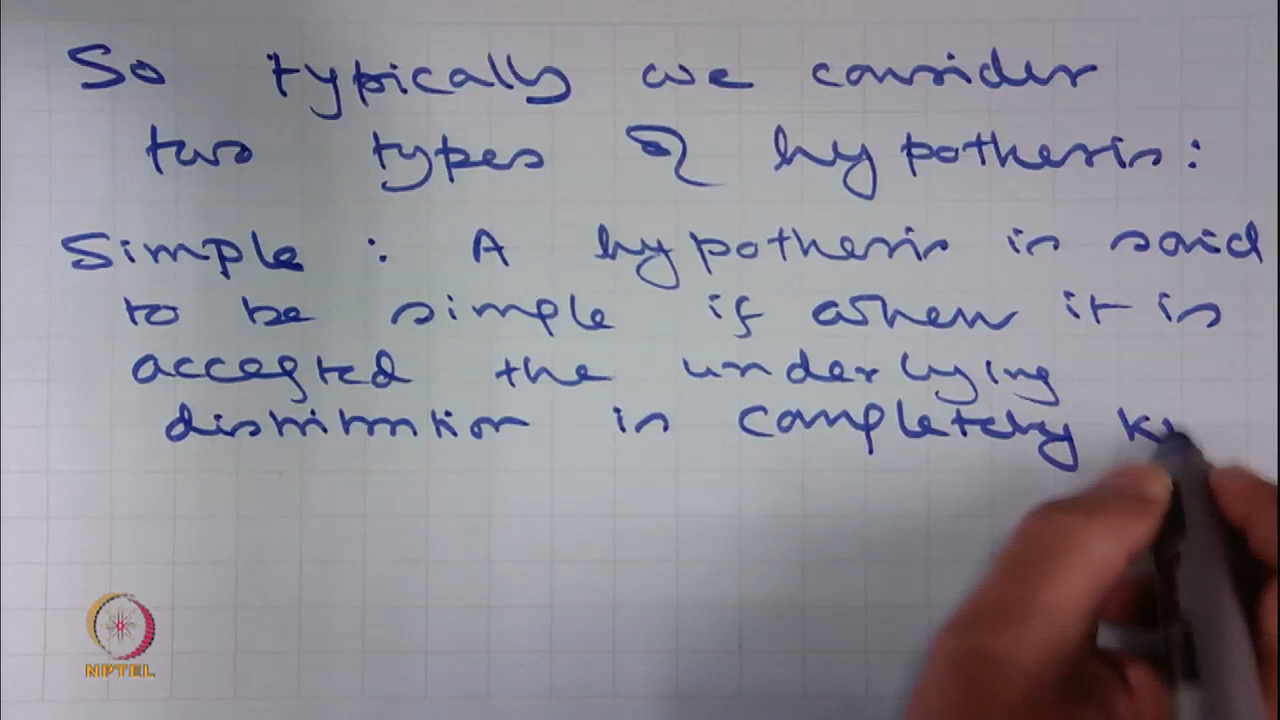 So typically we consider
two types of hypothesis:
Simple : A hypothesis is said
to be simple if when it is
accepted the underlying
distribution is completely
NPTEL